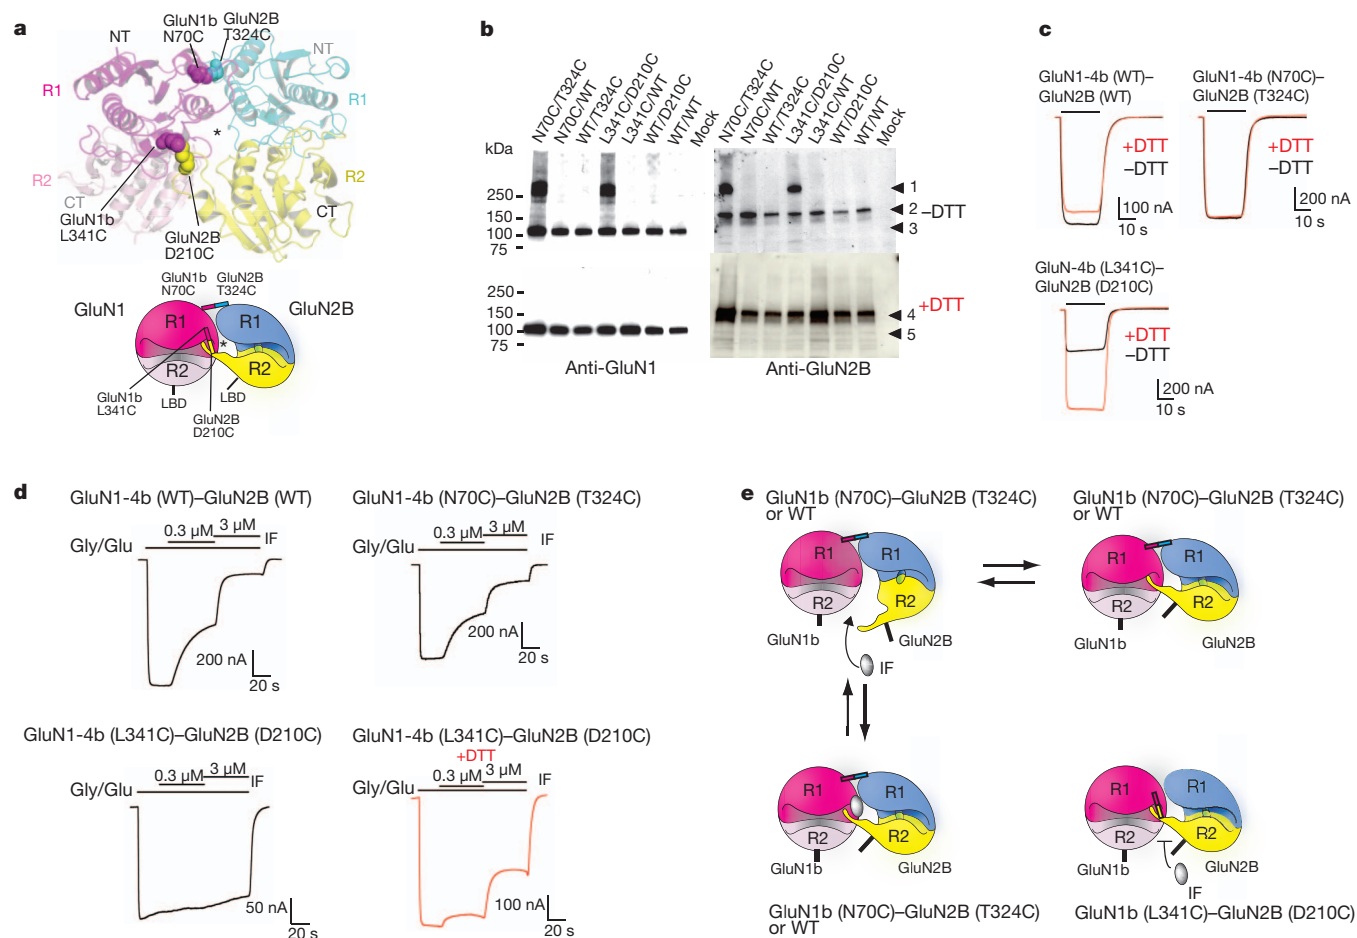 a
GluN1b
N70C
GluN2B
T324C
NT
NT
R1
R1
*
R2
R2
CT
CT
GluN1b
L341C
GluN2B
D210C
GluN1b
N70C
GluN2B
T324C
GluN1
GluN2B
R1
R1
*
R2
R2
GluN1b
L341C
LBD
LBD
GluN2B
D210C
b
N70C/T324C
N70C/WT
WT/T324C
L341C/D210C
L341C/WT
WT/D210C
WT/WT
Mock
N70C/T324C
N70C/WT
WT/T324C
L341C/D210C
L341C/WT
WT/D210C
WT/WT
Mock
kDa
250
150
100
75
1
2
3
–DTT
250
150
100
75
4
5
+DTT
Anti-GluN1
Anti-GluN2B
c
GluN1-4b (WT)–
GluN2B (WT)
GluN1-4b (N70C)–
GluN2B (T324C)
+DTT
–DTT
100 nA
10 s
+DTT
–DTT
200 nA
10 s
GluN-4b (L341C)–
GluN2B (D210C)
+DTT
–DTT
200 nA
10 s
d
GluN1-4b (WT)–GluN2B (WT)
0.3 µM
3 µM
Gly/Glu
IF
200 nA
20 s
GluN1-4b (N70C)–GluN2B (T324C)
0.3 µM
3 µM
Gly/Glu
IF
200 nA
20 s
GluN1-4b (L341C)–GluN2B (D210C)
0.3 µM
3 µM
Gly/Glu
IF
50 nA
20 s
GluN1-4b (L341C)–GluN2B (D210C)
+DTT
0.3 µM
3 µM
Gly/Glu
IF
100 nA
20 s
e
GluN1b (N70C)–GluN2B (T324C)
or WT
R1
R1
R2
R2
GluN1b
GluN2B
IF
GluN1b (N70C)–GluN2B (T324C)
or WT
R1
R1
R2
R2
GluN1b
GluN2B
R1
R1
R2
R2
GluN1b
GluN2B
GluN1b (N70C)–GluN2B (T324C)
or WT
R1
R1
R2
R2
GluN1b
GluN2B
IF
GluN1b (L341C)–GluN2B (D210C)